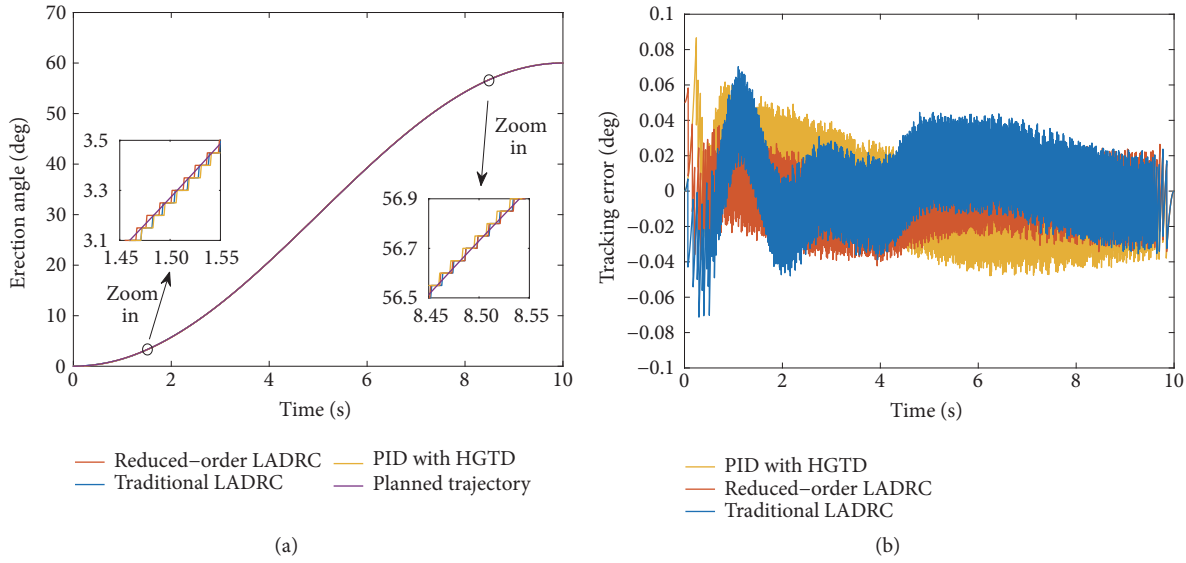 70
60
50
40
30
20
10
0
Erection angle (deg)
3.5
3.3
3.1
1.45 1.50 1.55
Zoom
in
Zoom
in
56.9
56.7
56.5
8.45 8.50 8.55
0 2 4 6 8 10
Time (s)
Reduced−order LADRC
Traditional LADRC
PID with HGTD
Planned trajectory
(a)
0.1
0.08
0.06
0.04
0.02
0
−0.02
−0.04
−0.06
−0.08
−0.1
Tracking error (deg)
0 2 4 6 8 10
Time (s)
PID with HGTD
Reduced−order LADRC
Traditional LADRC
(b)